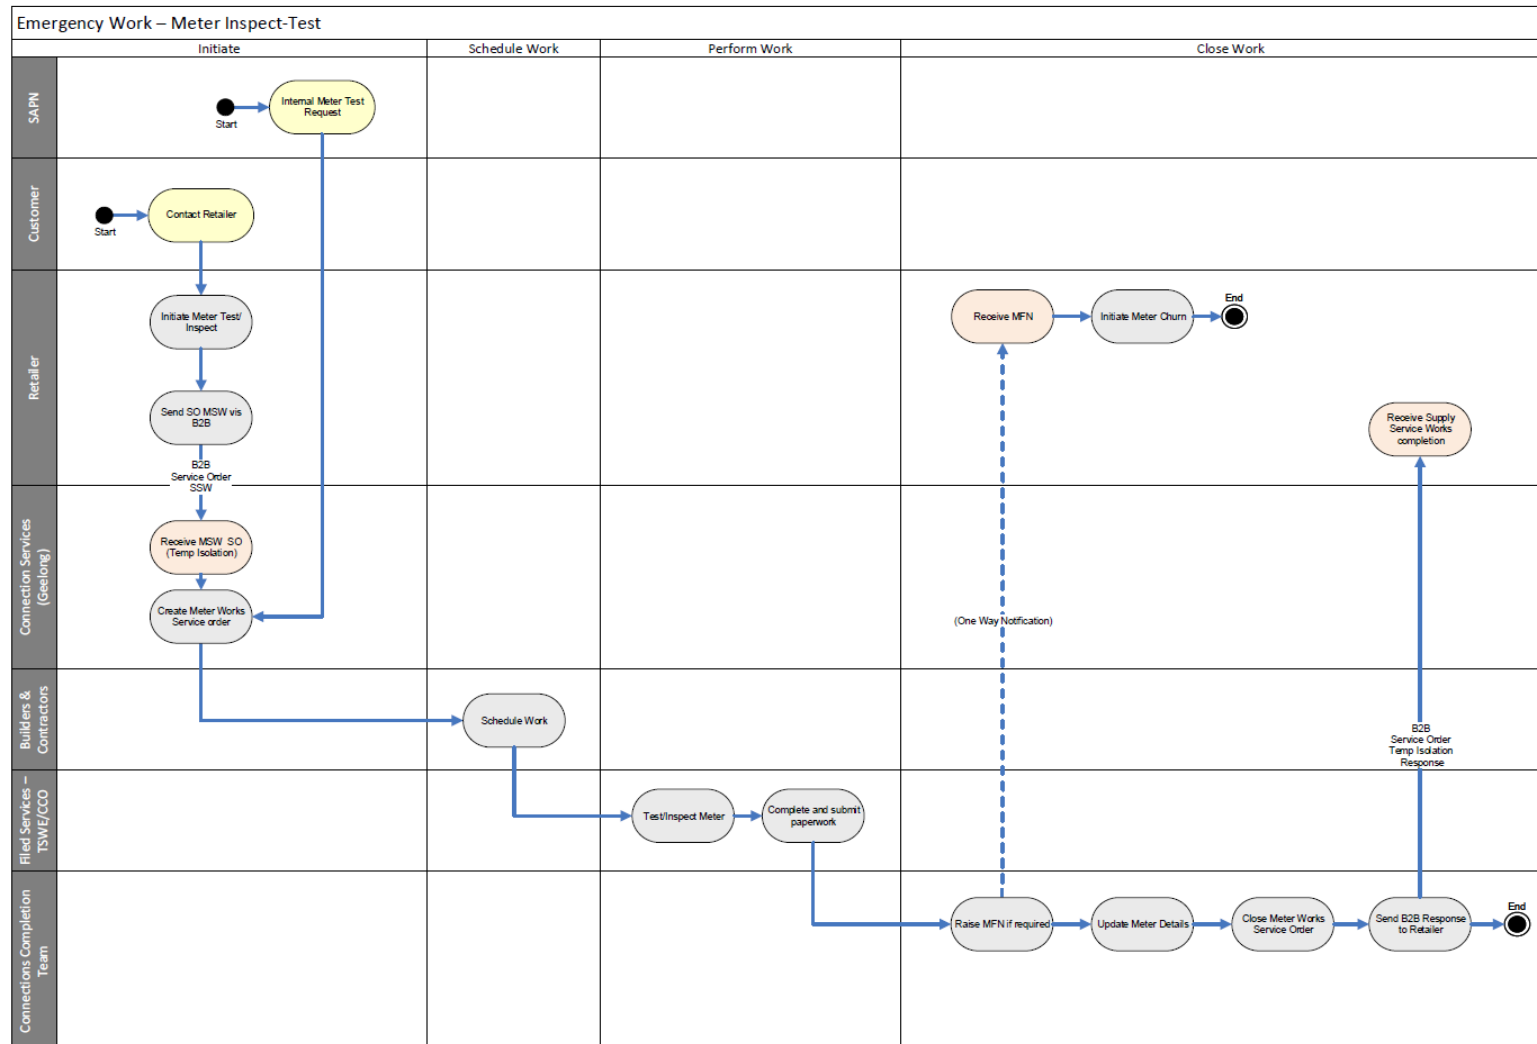 Emergency Work – Meter Inspect-Test
Initiate
Schedule Work
Perform Work
Close Work
SAPN
Start
Internal Meter Test
Request
Customer
Start
Contact Retailer
Retailer
Initiate Meter Test/
Inspect
Send SO MSW vis
B2B
B2B
Service Order
SSW
Receive MFN
Initiate Meter Churn
End
Receive Supply
Service Works
completion
Connection Services
(Geelong)
Receive MSW SO
(Temp Isolation)
Create Meter Works
Service order
(One Way Notification)
Builders &
Contractors
Schedule Work
B2B
Service Order
Temp Isolation
Response
Filed Services –
TSWE/CCO
Test/Inspect Meter
Complete and submit
paperwork
Connections Completion
Team
Raise MFN if required
Update Meter Details
Close Meter Works
Service Order
Send B2B Response
to Retailer
End